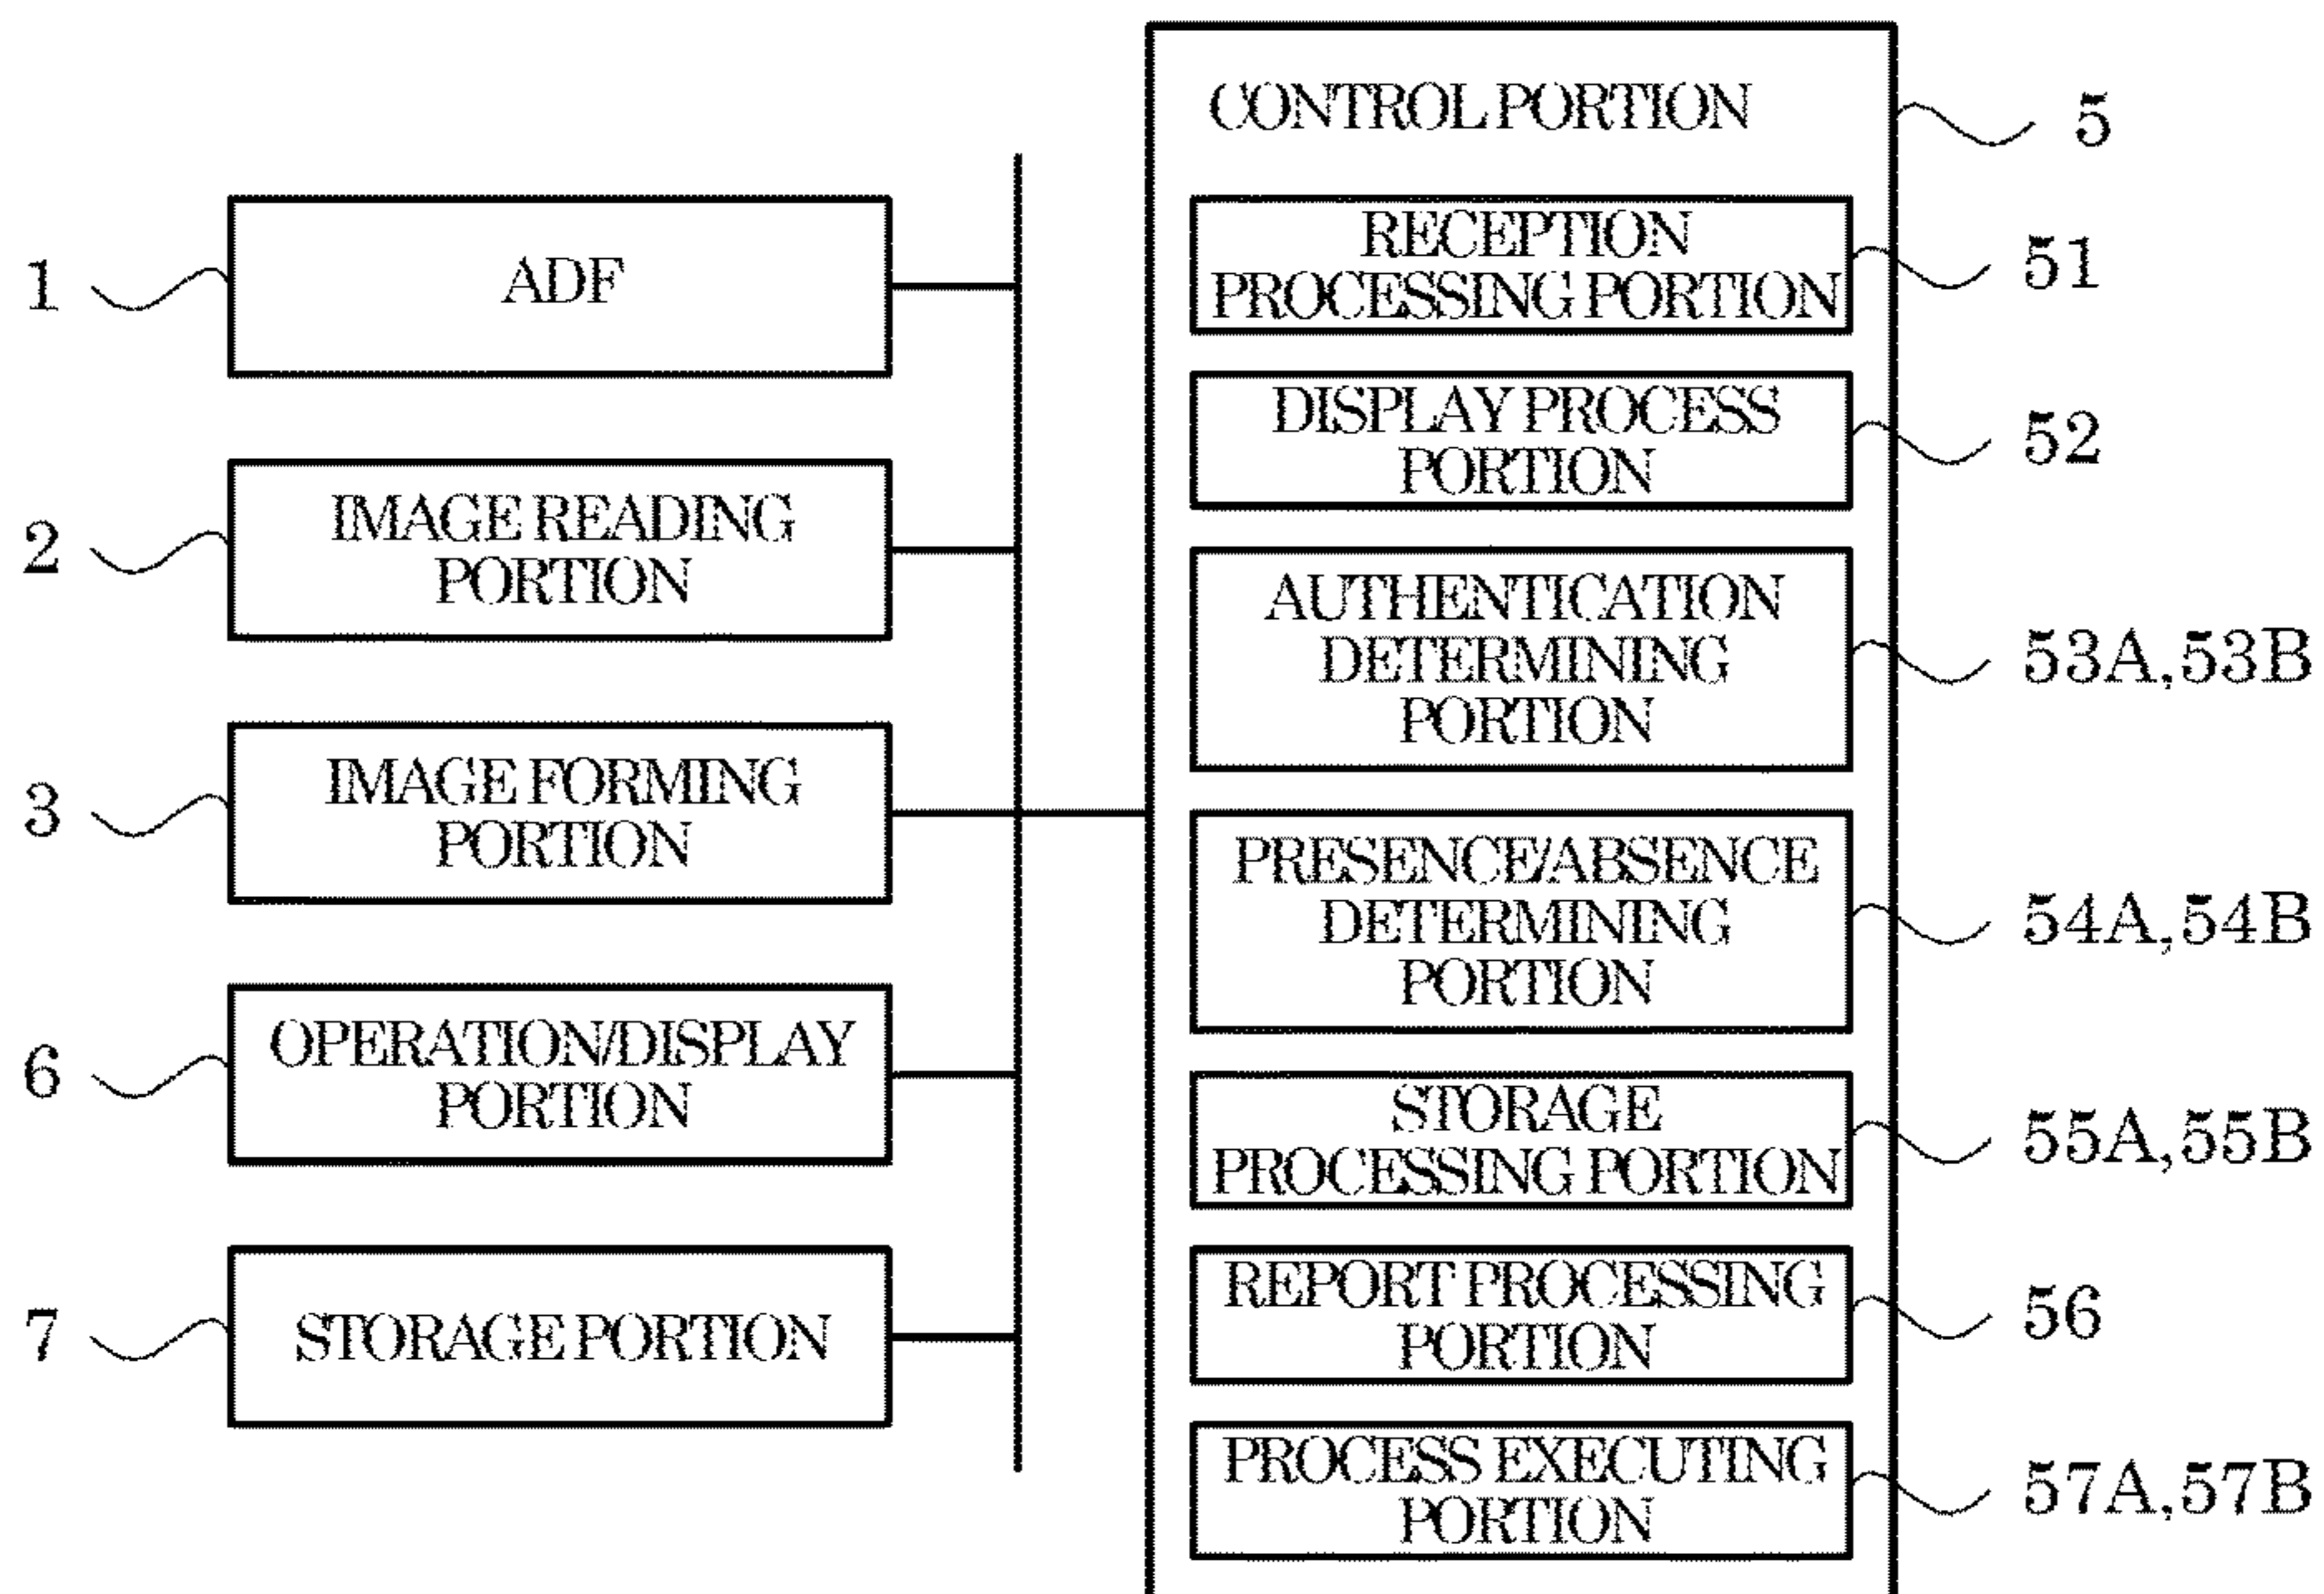 1
ADF
2
IMAGE READING
PORTION
3
IMAGE FORMING
PORTION
6
OPERATION/DISPLAY
PORTION
7
STORAGE PORTION
CONTROL PORTION
5
RECEPTION
PROCESSING PORTION
51
DISPLAY PROCESS
PORTION
52
AUTHENTICATION
DETERMINING
PORTION
53A,53B
PRESENCE/ABSENCE
DETERMINING
PORTION
54A,54B
STORAGE
PROCESSING PORTION
55A,55B
REPORT PROCESSING
PORTION
56
PROCESS EXECUTING
PORTION
57A,57B